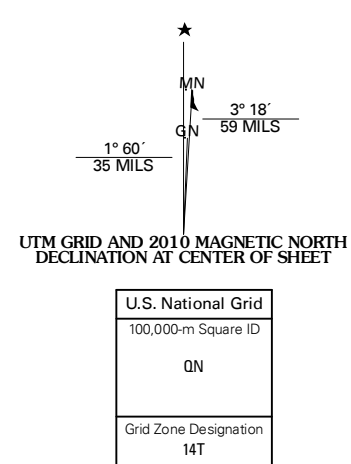 MN
3° 18´
GN
59 MILS
1° 60´
35 MILS
UTM GRID AND 2010 MAGNETIC NORTH
DECLINATION AT CENTER OF SHEET
U.S. National Grid
100,000-m Square ID
QN
Grid Zone Designation
14T